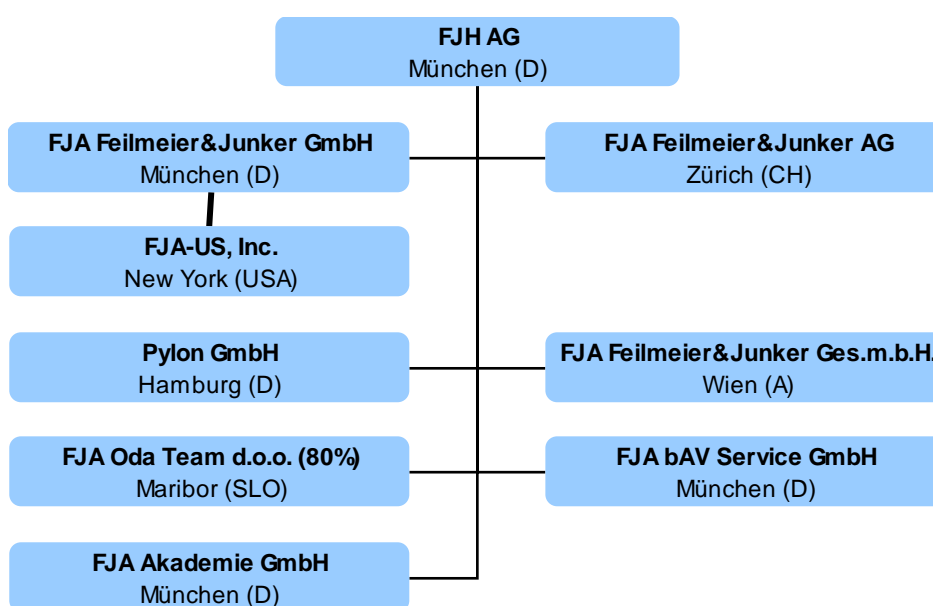 FJH AG
München (D)
FJA Feilmeier&Junker GmbH
München (D)
FJA Feilmeier&Junker AG
Zürich (CH)
FJA-US, Inc.
New York (USA)
Pylon GmbH
Hamburg (D)
FJA Feilmeier&Junker Ges.m.b.H.
Wien (A)
FJA Oda Team d.o.o. (80%)
Maribor (SLO)
FJA bAV Service GmbH
München (D)
FJA Akademie GmbH
München (D)